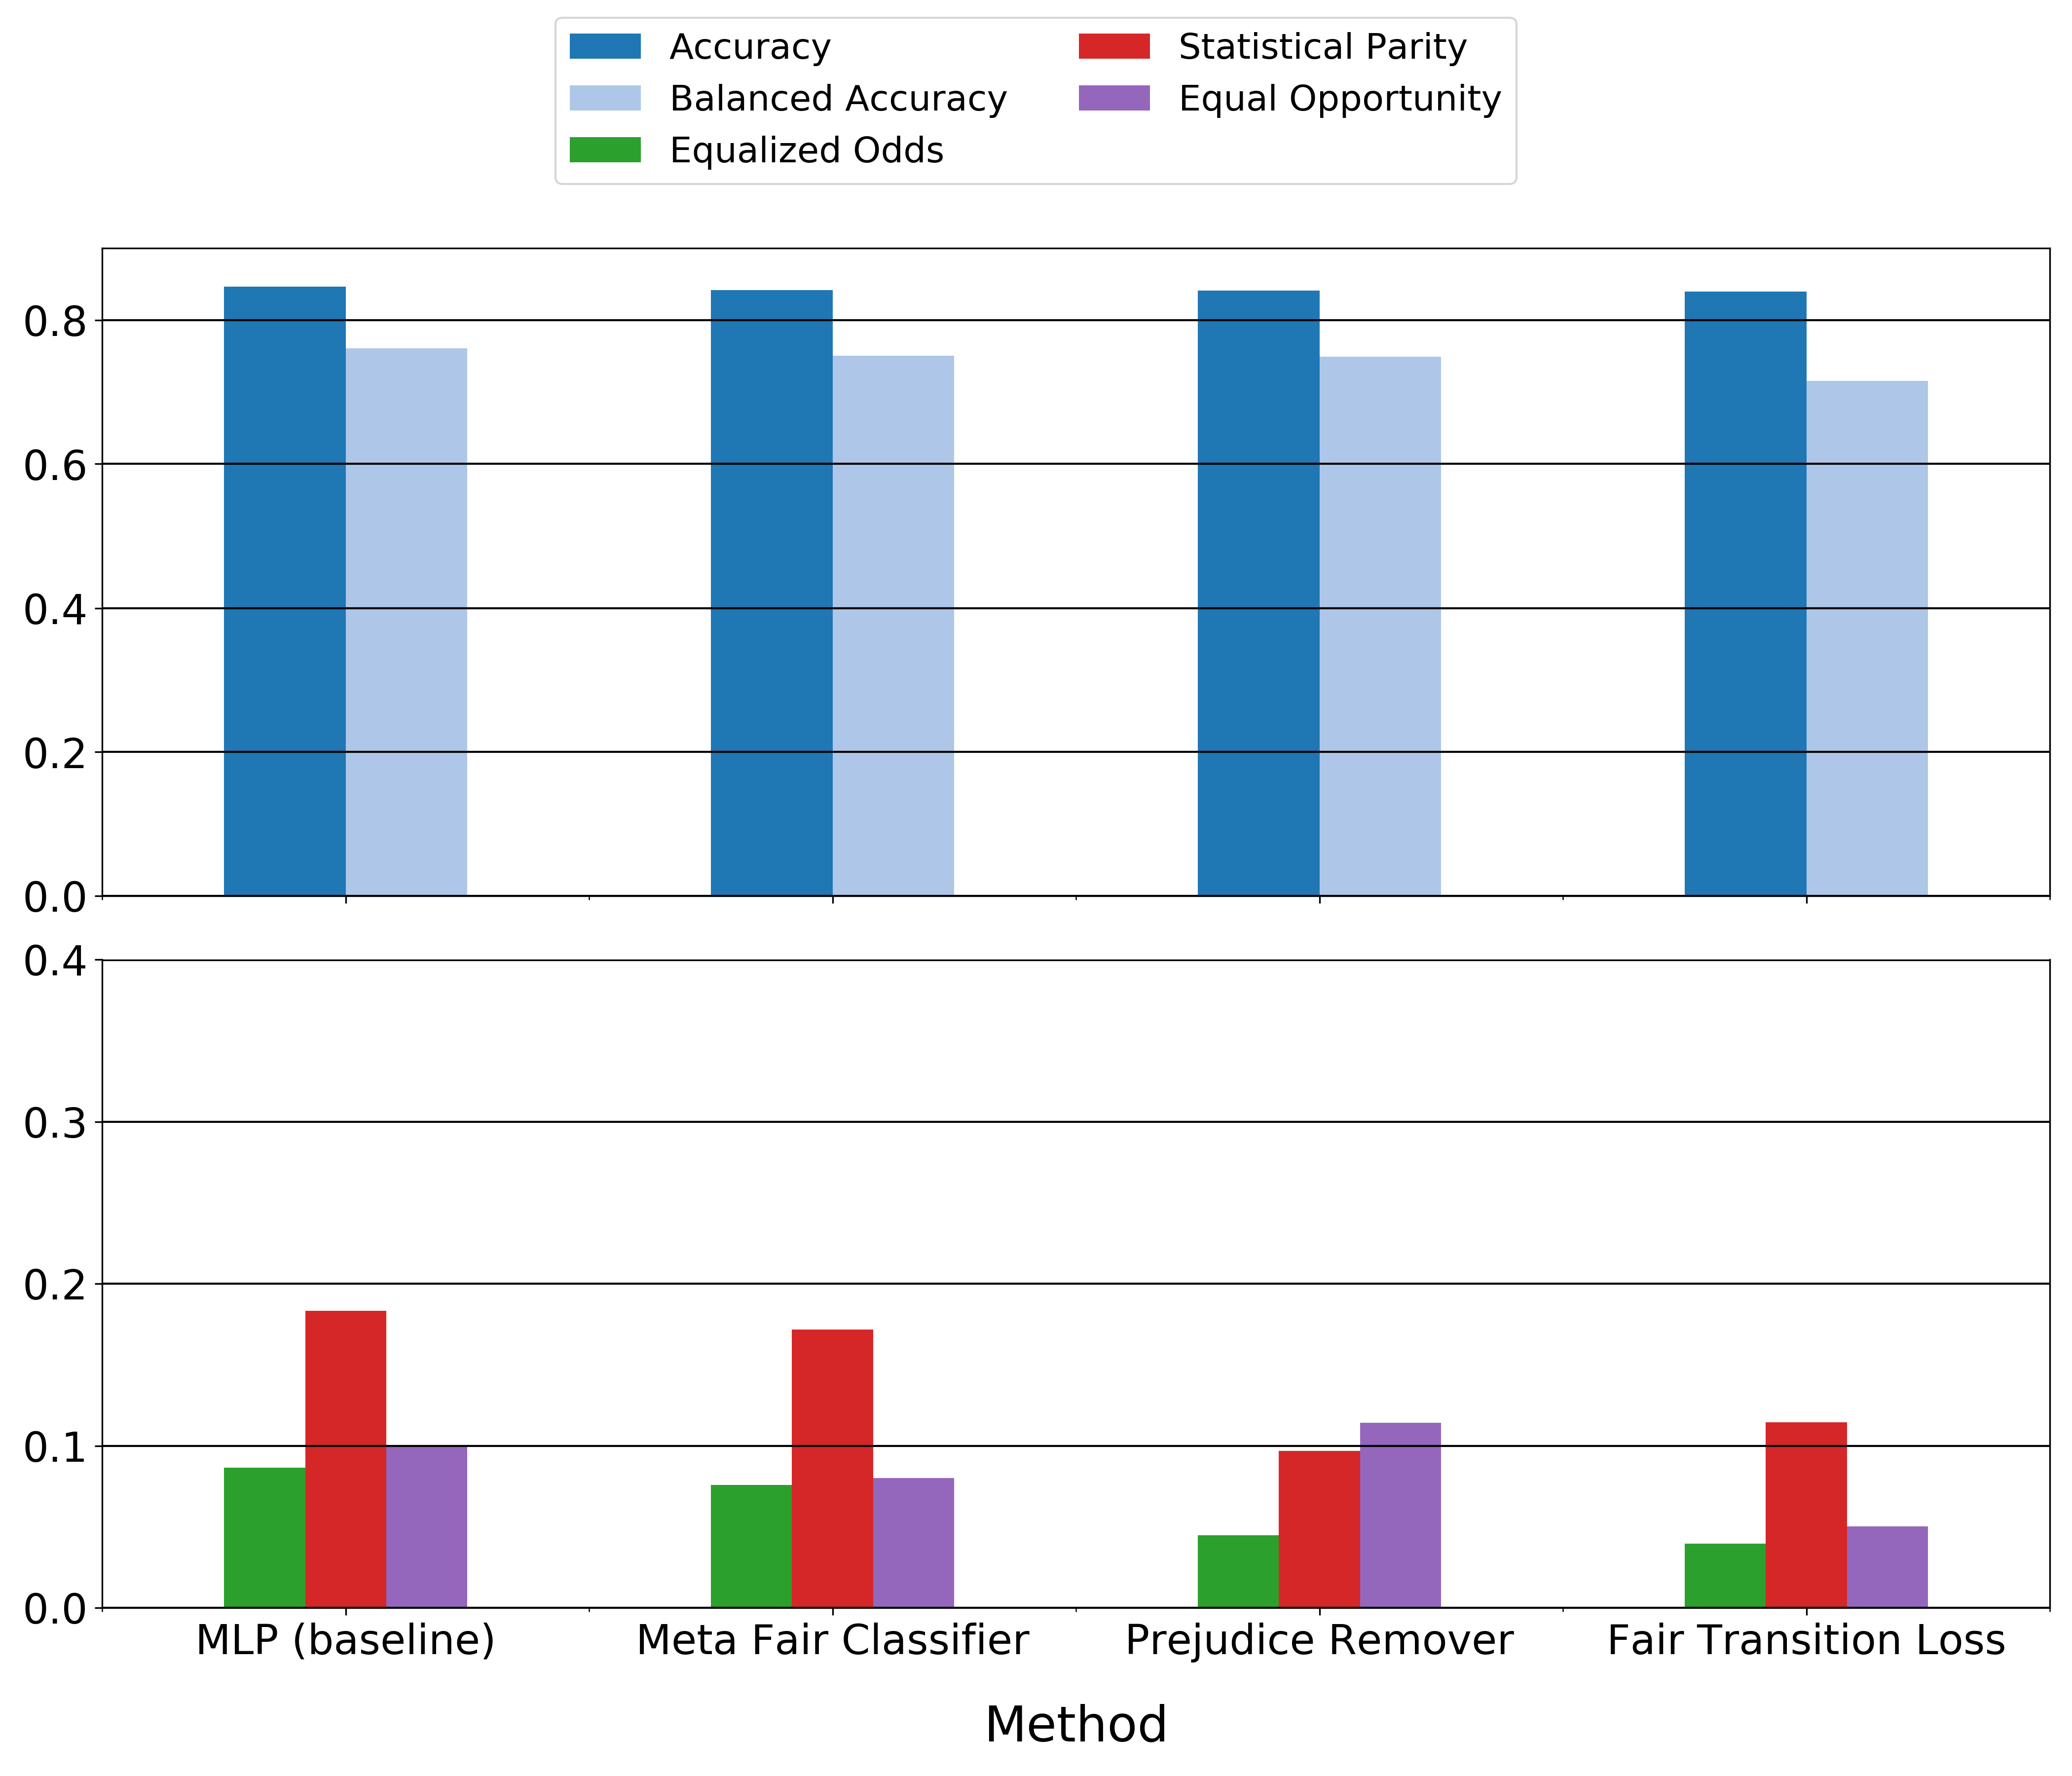 Accuracy
Balanced Accuracy
Equalized Odds
Statistical Parity
Equal Opportunity
0.8
0.6
0.4
0.2
0.0
0.4
0.3
0.2
0.1
0.0
MLP (baseline) Meta Fair Classifier Prejudice Remover Fair Transition Loss
Method